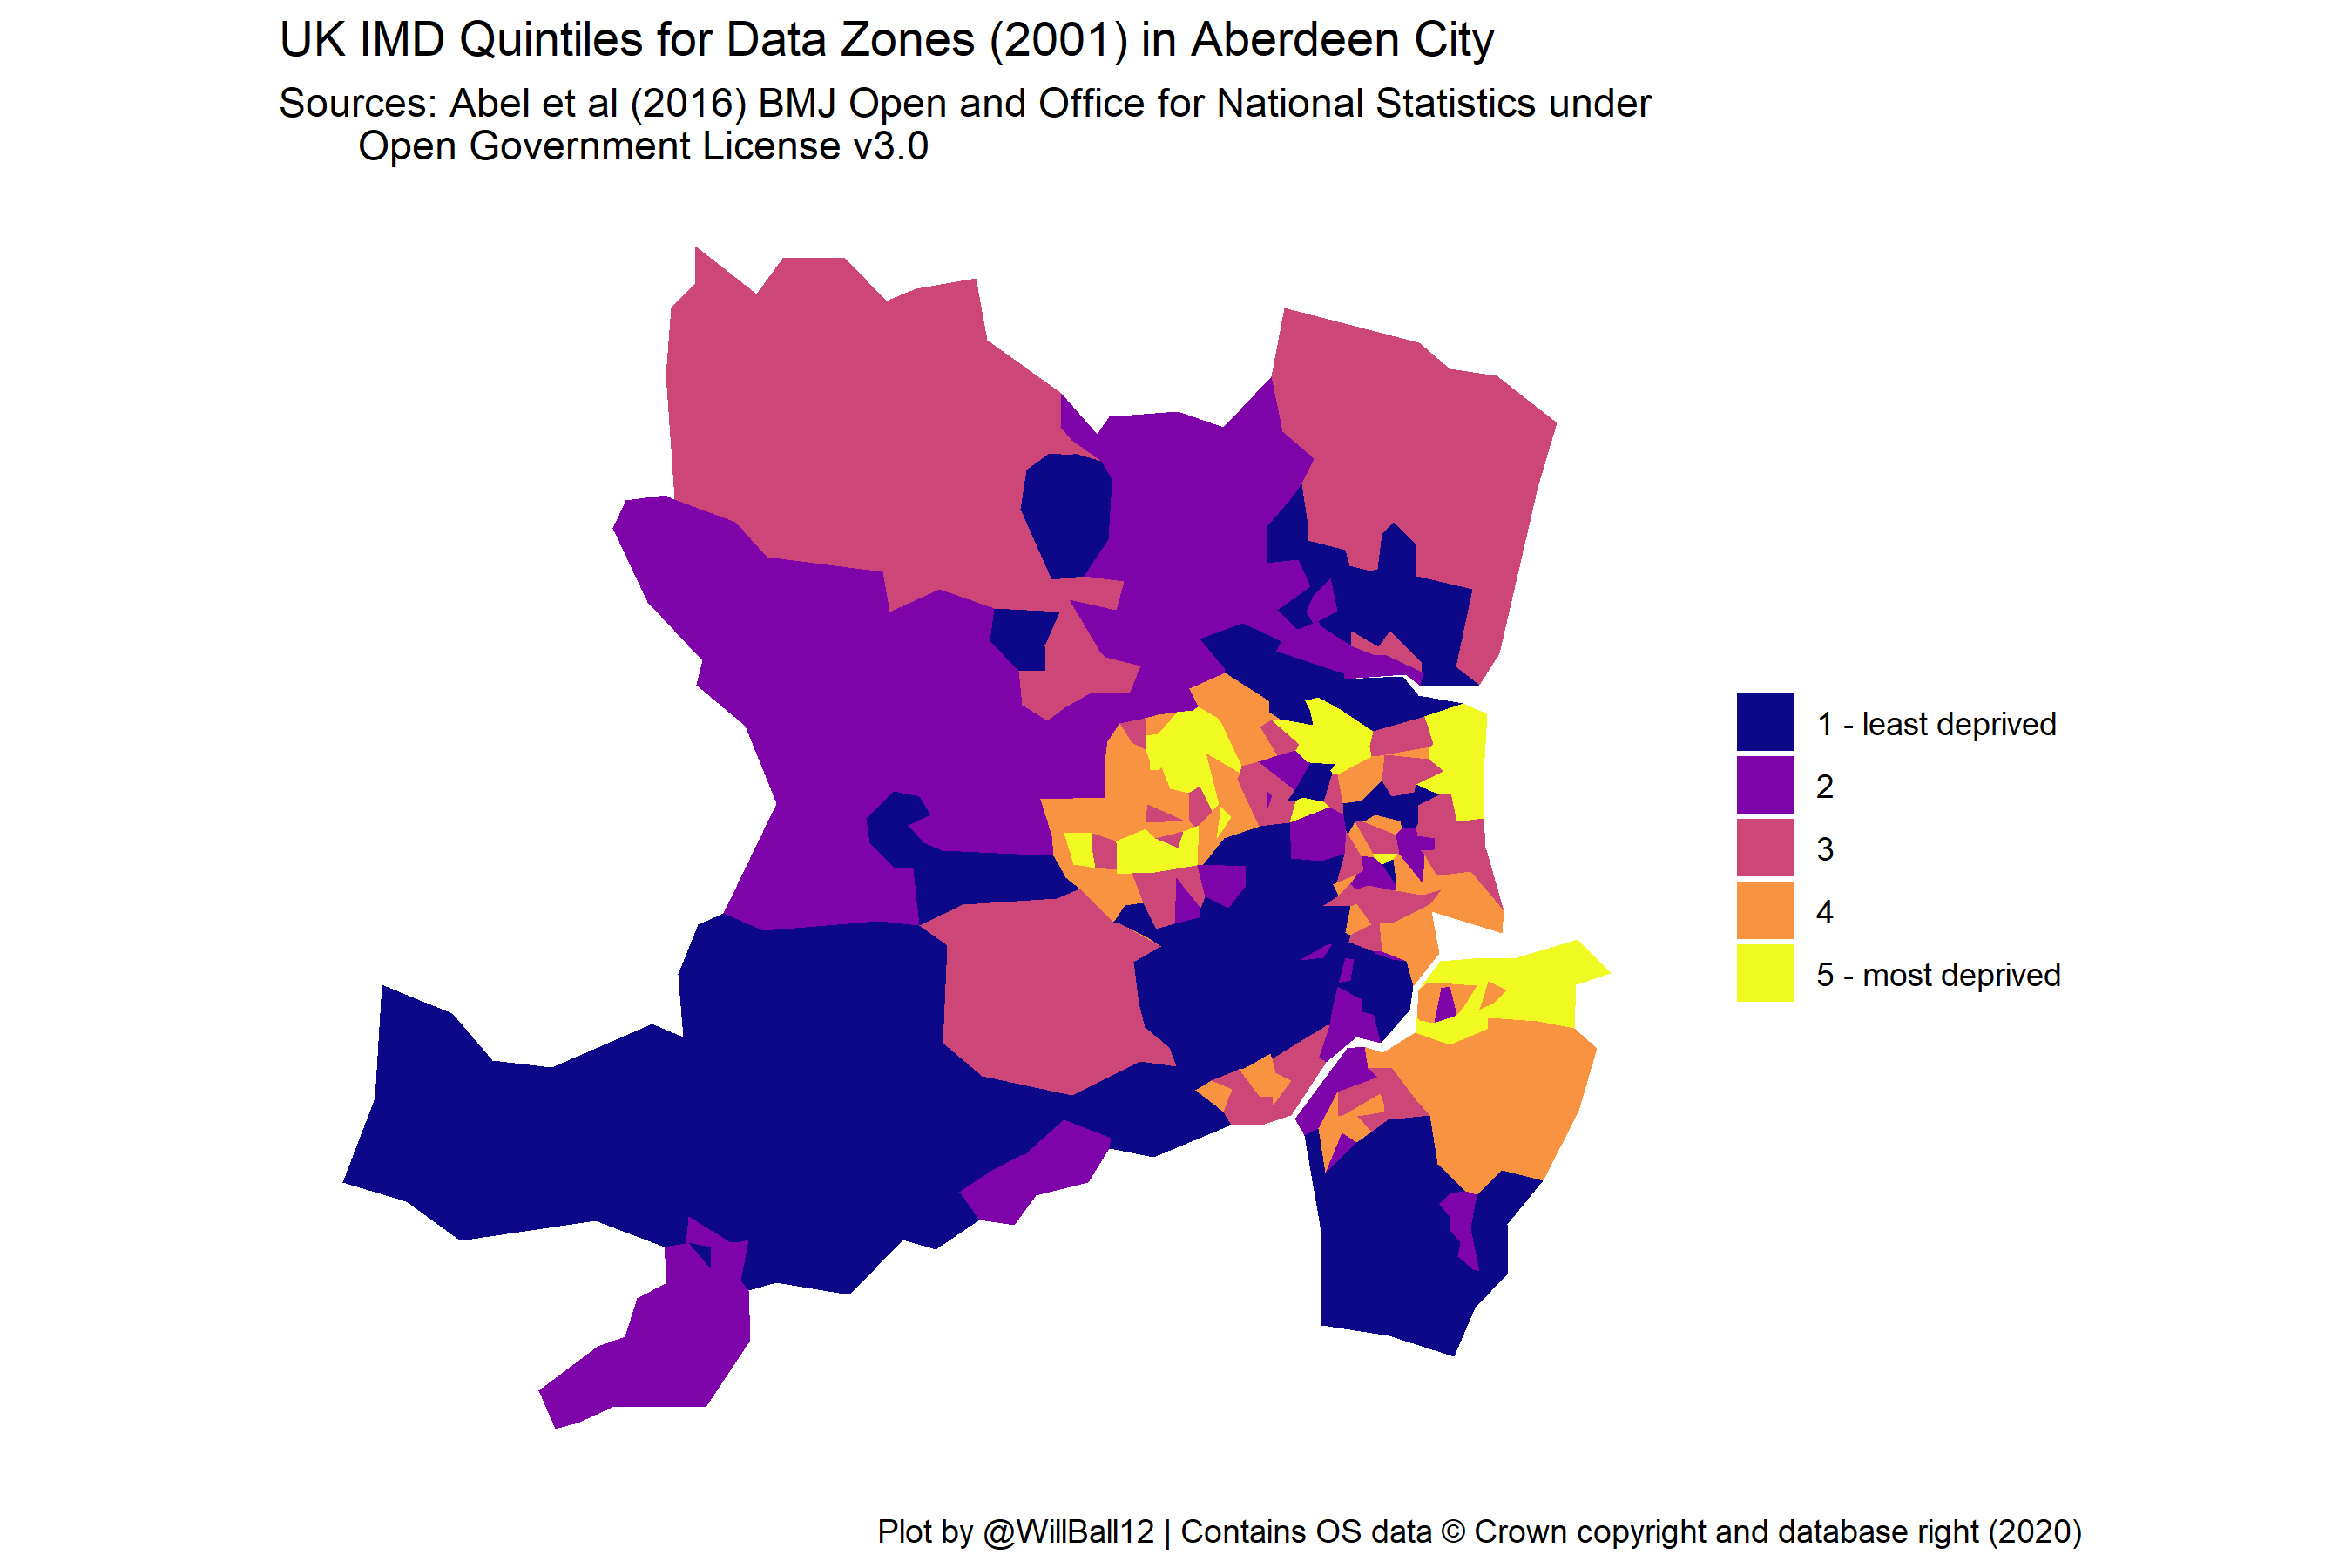 UK IMD Quintiles for Data Zones (2001) in Aberdeen City
Sources: Abel et al (2016) BMJ Open and Office for National Statistics under
Open Government License v3.0
1 - least deprived
2
3
4
5 - most deprived
Plot by @WillBall12 | Contains OS data © Crown copyright and database right (2020)